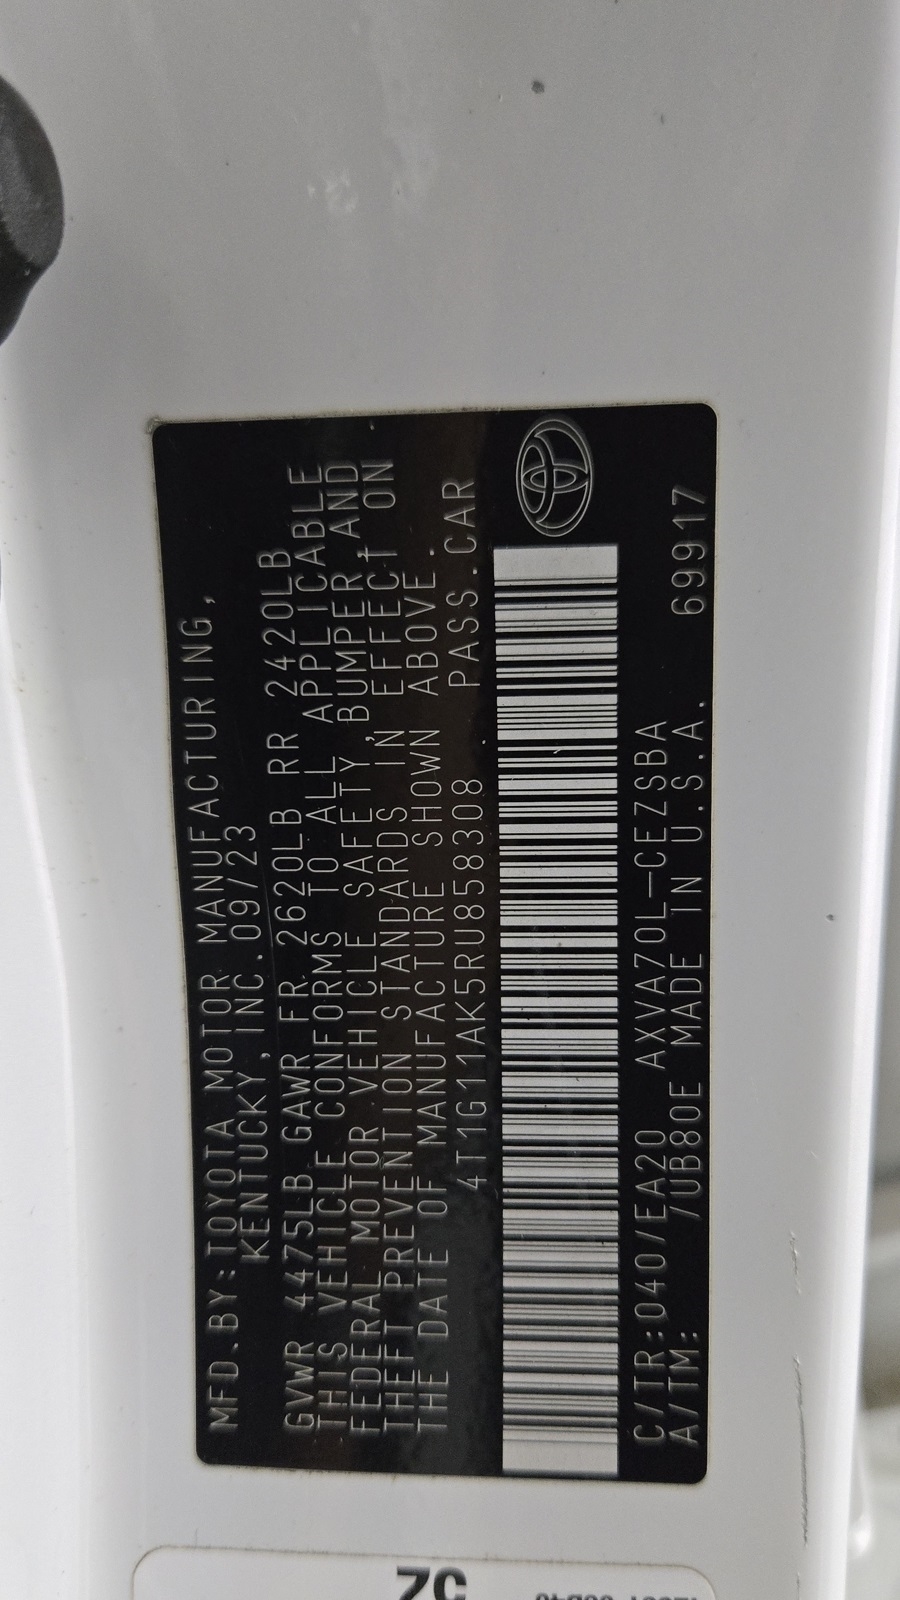 MFD.BY:TOYOTA MOTOR MANUFACTURING,
KENTUCKY, INC. 09/23
GVWR 4475LB GAWR FR 2620LB RR 2420LB
THIS VEHICLE CONFORMS TO ALL APPLICABLE
FEDERAL MOTOR VEHICLE SAFETY, BUMPER, AND
THEFT PREVENTION STANDARDS IN EFFECT ON
THE DATE OF MANUFACTURE SHOWN ABOVE.
4T1G11AK5RU858308 PASS.CAR
C/TR:040/EA20 AXVA70L-CEZSBA
A/TM: /UB80E MADE IN U.S.A. 69917